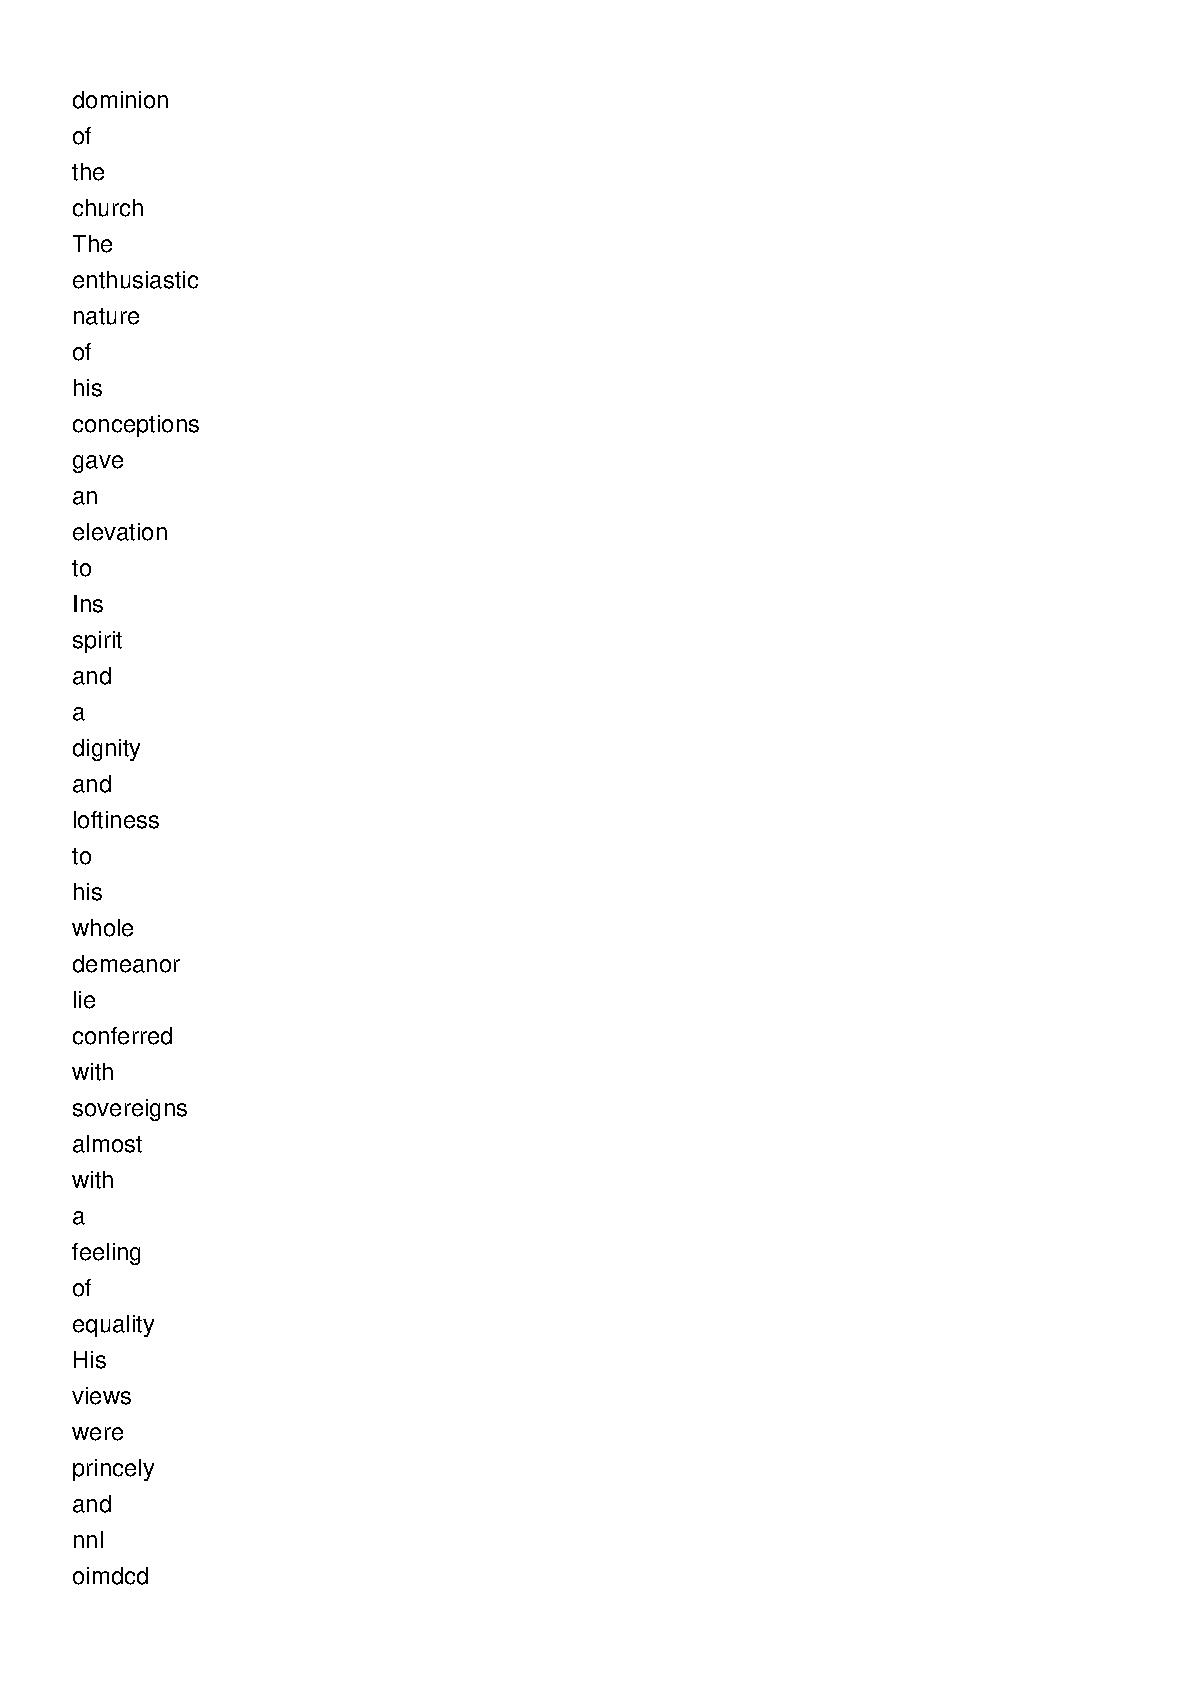 dominion
of
the
church
The
enthusiastic
nature
of
his
conceptions
gave
an
elevation
to
Ins
spirit
and
a
dignity
and
loftiness
to
his
whole
demeanor
lie
conferred
with
sovereigns
almost
with
a
feeling
of
equality
His
views
were
princely
and
nnl
oimdcd